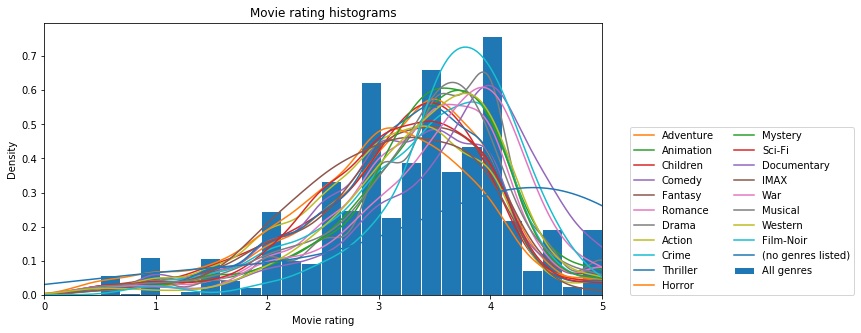 Movie rating histograms
0.7
0.6
0.5
0.4
0.3
0.2
0.1
0.0
Density
0 1 2 3 4 5
Movie rating
Adventure
Animation
Children
Comedy
Fantasy
Romance
Drama
Action
Crime
Thriller
Horror
Mystery
Sci-Fi
Documentary
IMAX
War
Musical
Western
Film-Noir
(no genres listed)
All genres